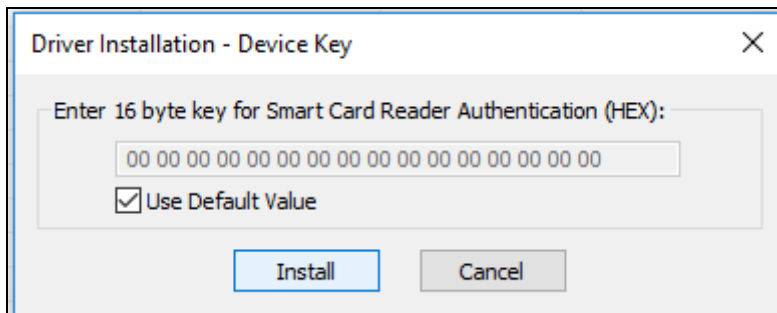 Driver Installation - Device Key
Enter 16 byte key for Smart Card Reader Authentication (HEX):
00 00 00 00 00 00 00 00 00 00 00 00 00 00 00 00
Use Default Value
Install Cancel